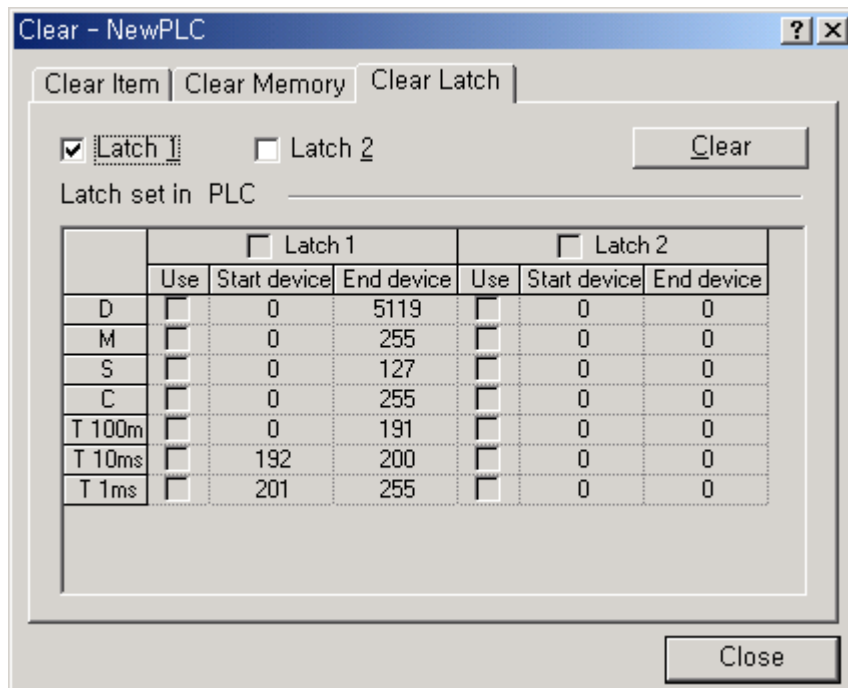 Clear - NewPLC
Clear Item Clear Memory Clear Latch
Latch 1 Latch 2 Clear
Latch set in PLC
Latch 1 Latch 2
Use Start device End device Use Start device End device
D 0 5119 0 0
M 0 255 0 0
S 0 127 0 0
C 0 255 0 0
T 100m 0 191 0 0
T 10ms 192 200 0 0
T 1ms 201 255 0 0
Close